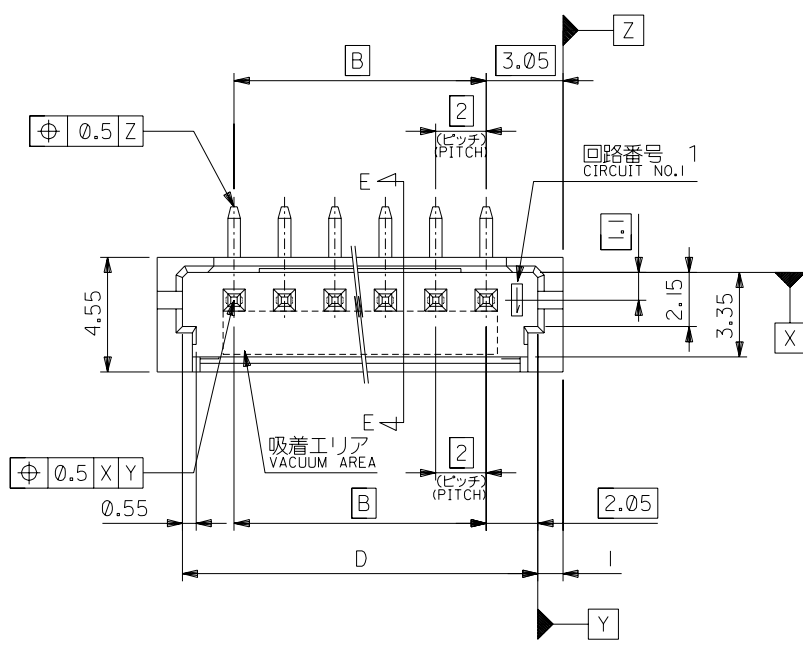 Z
B
3.05
2
(ピッチ)
(PITCH)
⌖ 0.5 Z
回路番号 1
CIRCUIT NO.1
E
1.1
4.55
2.15
3.35
X
E
吸着エリア
VACUUM AREA
2
(ピッチ)
(PITCH)
⌖ 0.5 X Y
0.55
B
2.05
D
1
Y